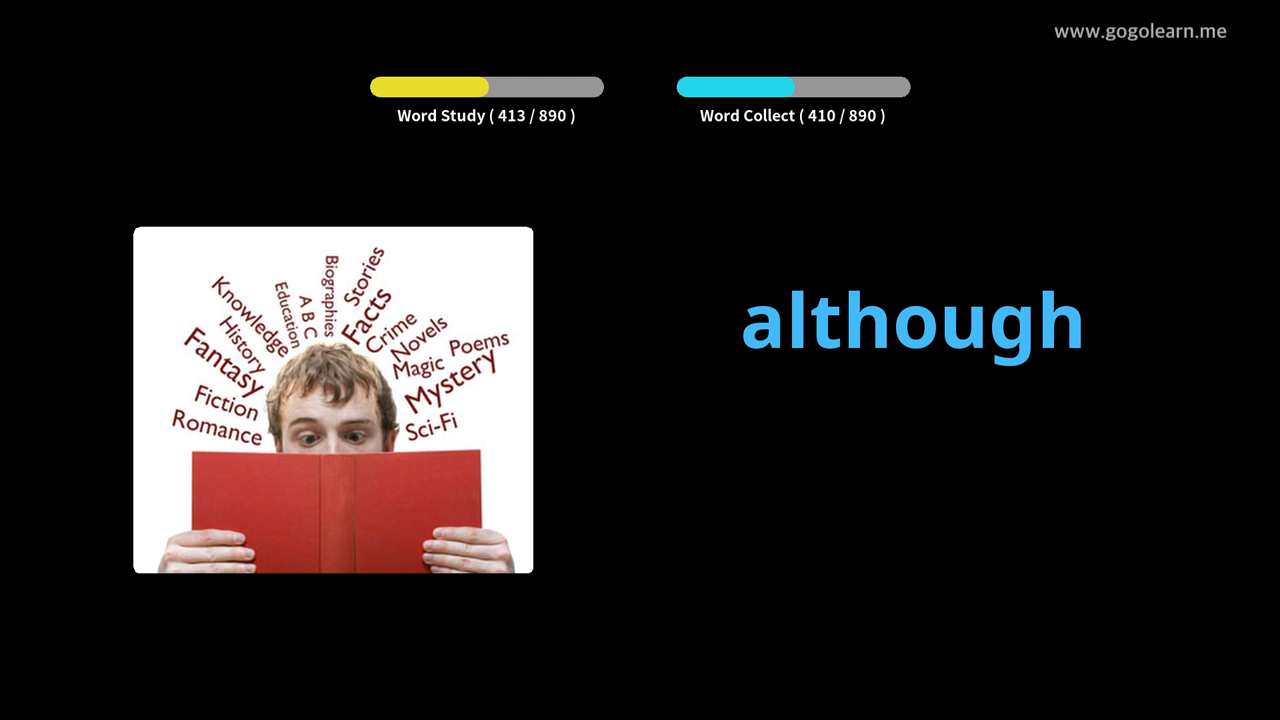 www.gogolearn.me
Word Study ( 413 / 890 )
Word Collect ( 410 / 890 )
Biographies
Stories
Facts
A B C
Education
Knowledge
History
Fantasy
Fiction
Romance
Crime
Novels
Magic
Poems
Mystery
Sci-Fi
although